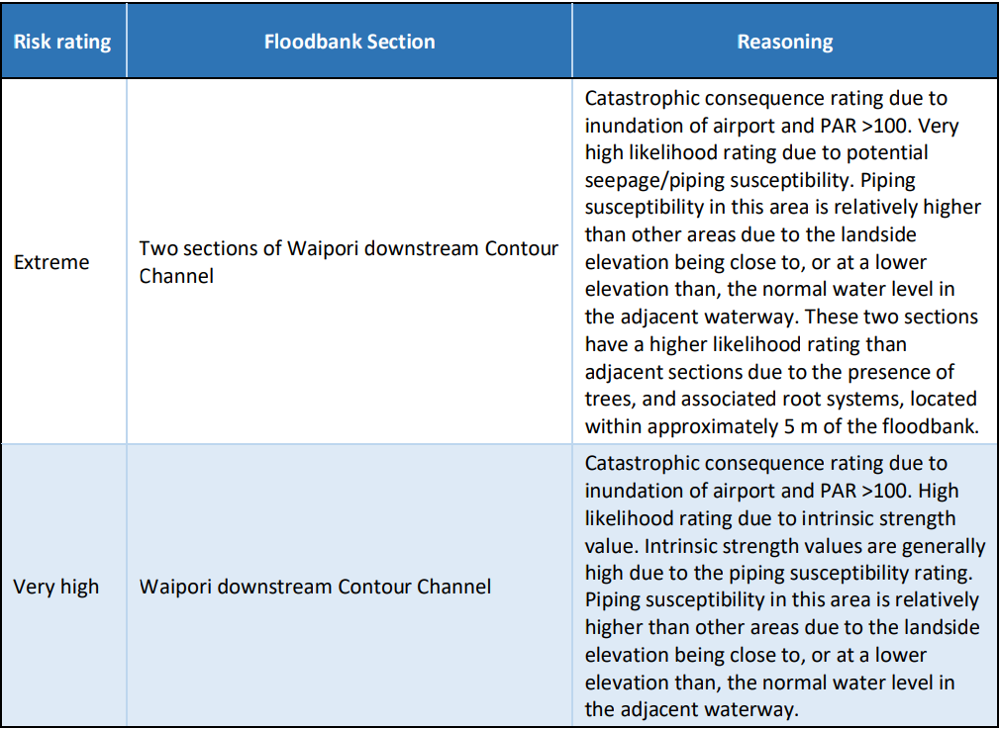 Risk rating
Floodbank Section
Reasoning
Extreme
Two sections of Waipori downstream Contour
Channel
Catastrophic consequence rating due to
inundation of airport and PAR >100. Very
high likelihood rating due to potential
seepage/piping susceptibility. Piping
susceptibility in this area is relatively higher
than other areas due to the landside
elevation being close to, or at a lower
elevation than, the normal water level in
the adjacent waterway. These two sections
have a higher likelihood rating than
adjacent sections due to the presence of
trees, and associated root systems, located
within approximately 5 m of the floodbank.
Very high
Waipori downstream Contour Channel
Catastrophic consequence rating due to
inundation of airport and PAR >100. High
likelihood rating due to intrinsic strength
value. Intrinsic strength values are generally
high due to the piping susceptibility rating.
Piping susceptibility in this area is relatively
higher than other areas due to the landside
elevation being close to, or at a lower
elevation than, the normal water level in
the adjacent waterway.